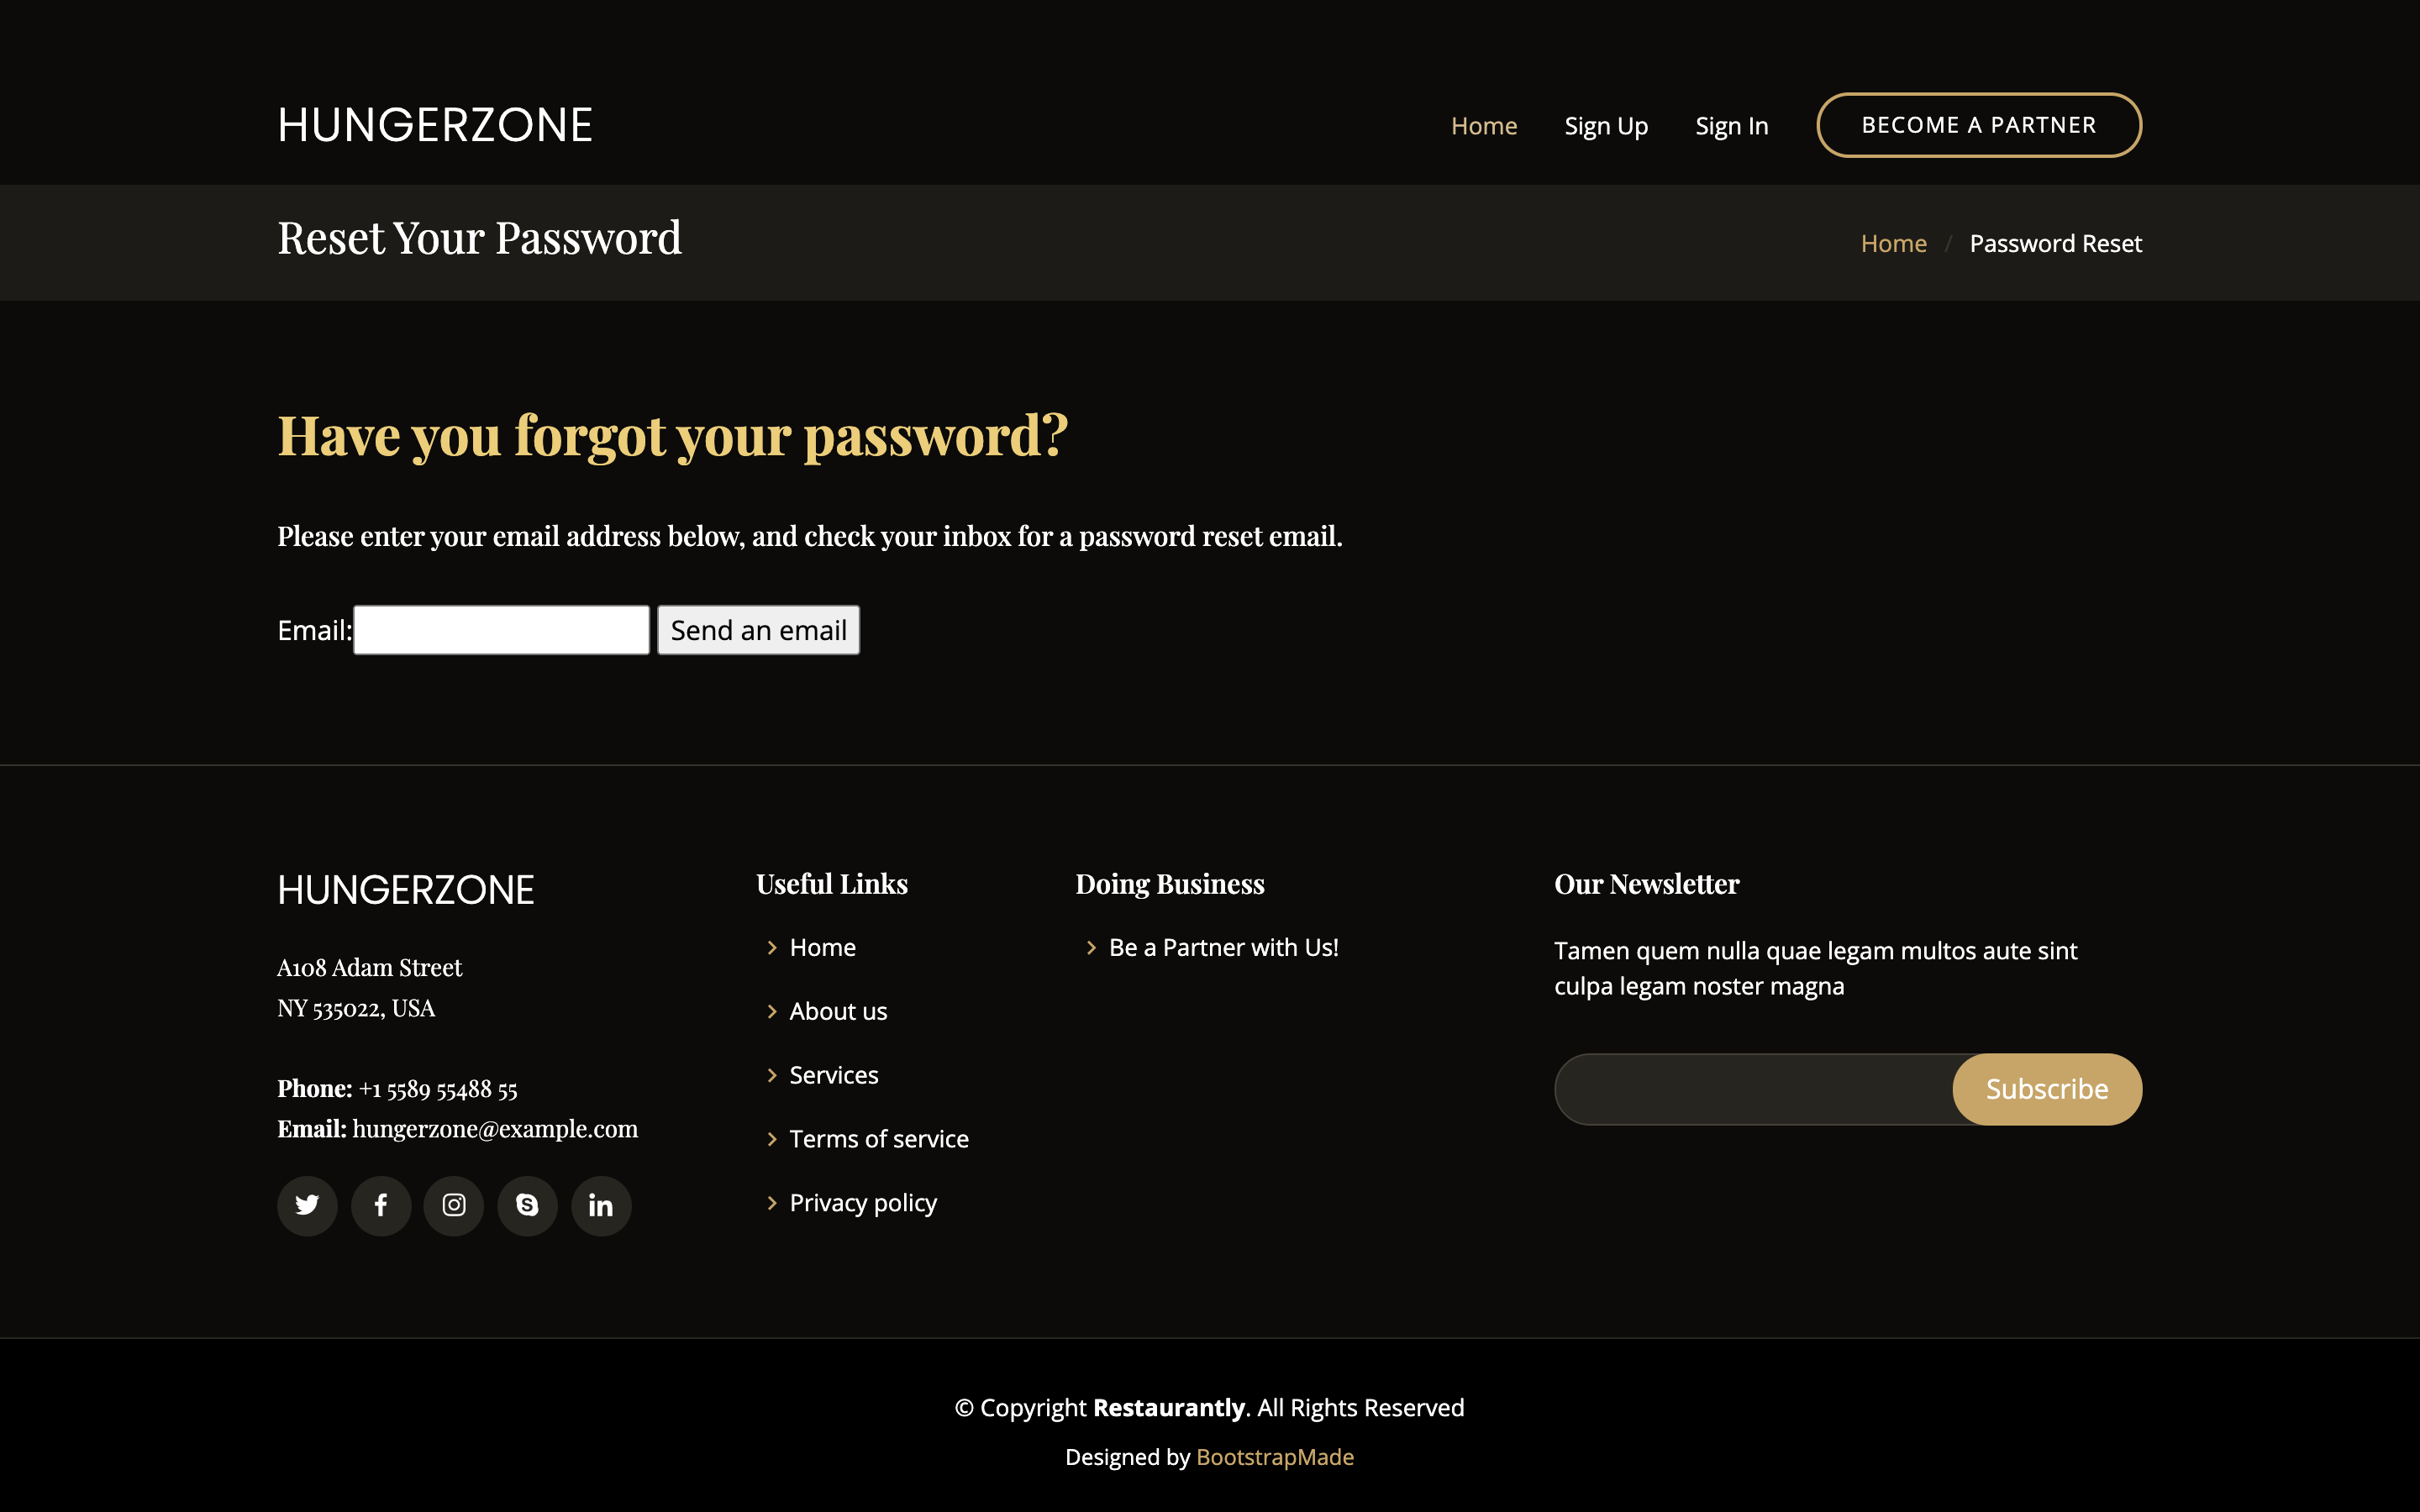 HUNGERZONE
Home
Sign Up
Sign In
BECOME A PARTNER
Reset Your Password
Home / Password Reset
Have you forgot your password?
Please enter your email address below, and check your inbox for a password reset email.
Email:
Send an email
HUNGERZONE
A108 Adam Street
NY 535022, USA
Phone: +1 5589 55488 55
Email: hungerzone@example.com
Useful Links
Home
About us
Services
Terms of service
Privacy policy
Doing Business
Be a Partner with Us!
Our Newsletter
Tamen quem nulla quae legam multos aute sint
culpa legam noster magna
Subscribe
© Copyright Restaurantly. All Rights Reserved
Designed by BootstrapMade